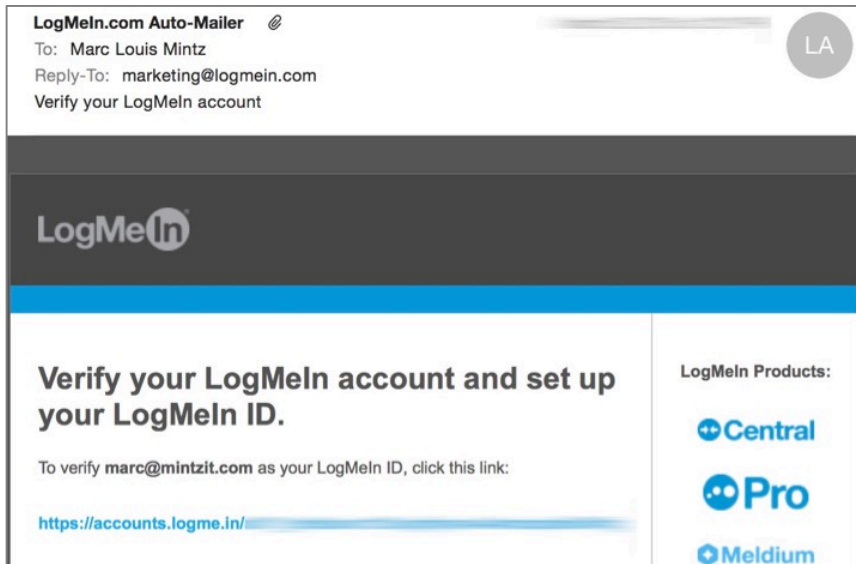 LogMeIn.com Auto-Mailer
LA
To: Marc Louis Mintz
Reply-To: marketing@logmein.com
Verify your LogMeIn account
LogMeIn
Verify your LogMeIn account and set up
your LogMeIn ID.
To verify marc@mintzit.com as your LogMeIn ID, click this link:
https://accounts.logme.in/
LogMeIn Products:
Central
Pro
Meldium